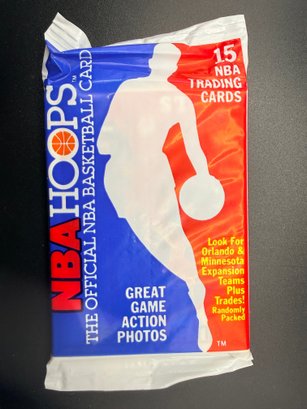 NBA HOOPS™
THE OFFICIAL NBA BASKETBALL CARD
15
NBA
TRADING
CARDS
GREAT
GAME
ACTION
PHOTOS
Look For
Orlando &
Minnesota
Expansion
Teams
Plus
Trades!
Randomly
Packed
TM